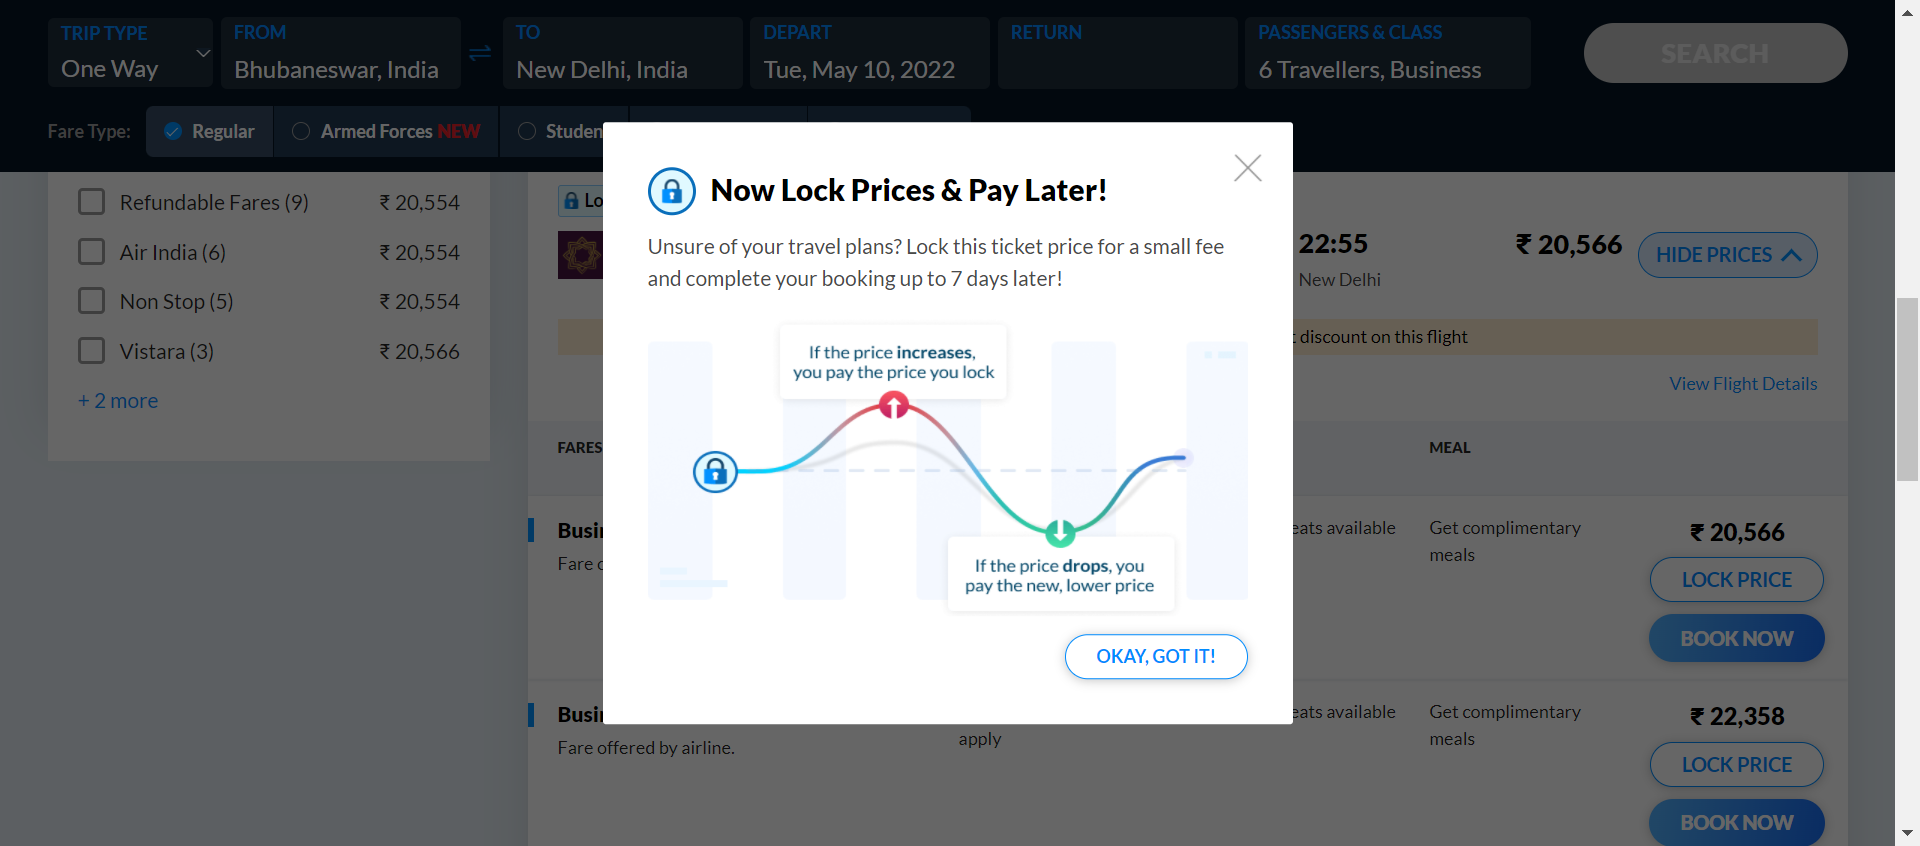 TRIP TYPE
One Way
FROM
Bhubaneswar, India
TO
New Delhi, India
DEPART
Tue, May 10, 2022
RETURN
PASSENGERS & CLASS
6 Travellers, Business
SEARCH
Fare Type:
Regular
Armed Forces NEW
Refundable Fares (9) ₹ 20,554
Air India (6) ₹ 20,554
Non Stop (5) ₹ 20,554
Vistara (3) ₹ 20,566
+ 2 more
Now Lock Prices & Pay Later!
Unsure of your travel plans? Lock this ticket price for a small fee
and complete your booking up to 7 days later!
If the price increases,
you pay the price you lock
If the price drops, you
pay the new, lower price
OKAY, GOT IT!
22:55
New Delhi
₹ 20,566
HIDE PRICES
discount on this flight
View Flight Details
FARES
MEAL
available
Get complimentary
meals
₹ 20,566
LOCK PRICE
BOOK NOW
Fare offered by airline.
apply
available
Get complimentary
meals
₹ 22,358
LOCK PRICE
BOOK NOW